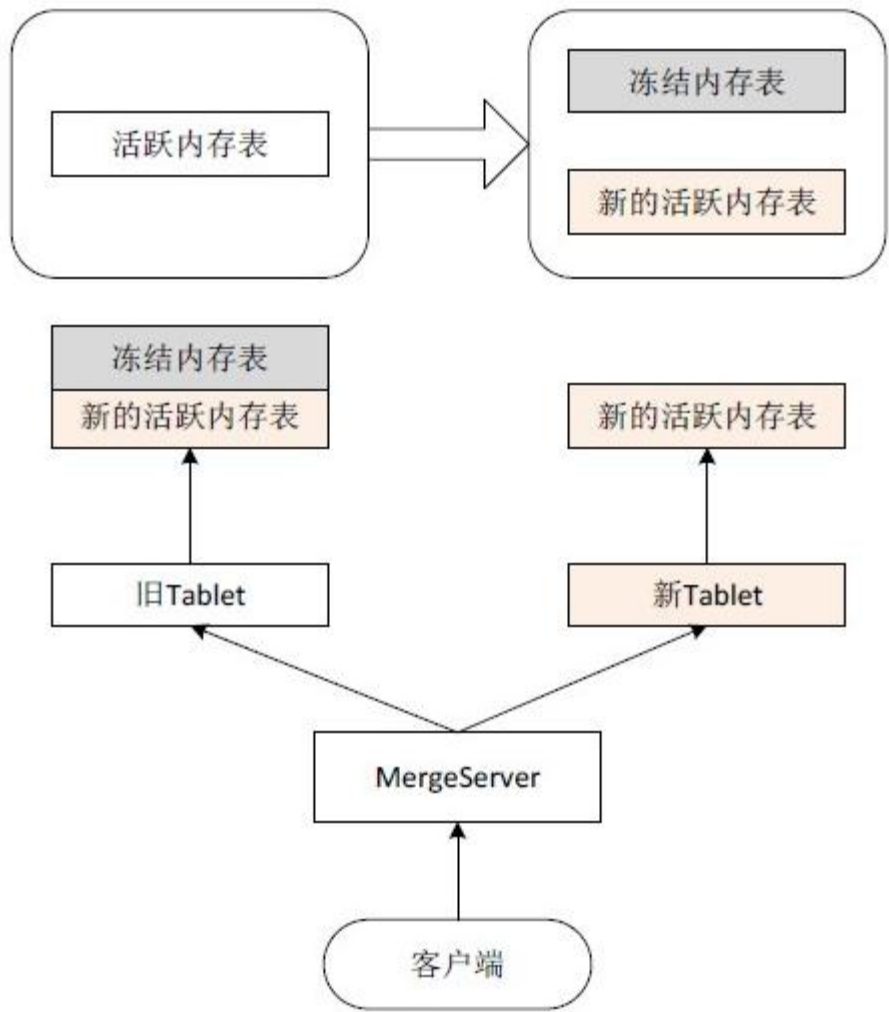 冻结内存表
活跃内存表
新的活跃内存表
冻结内存表
新的活跃内存表
新的活跃内存表
旧Tablet
新Tablet
MergeServer
客户端